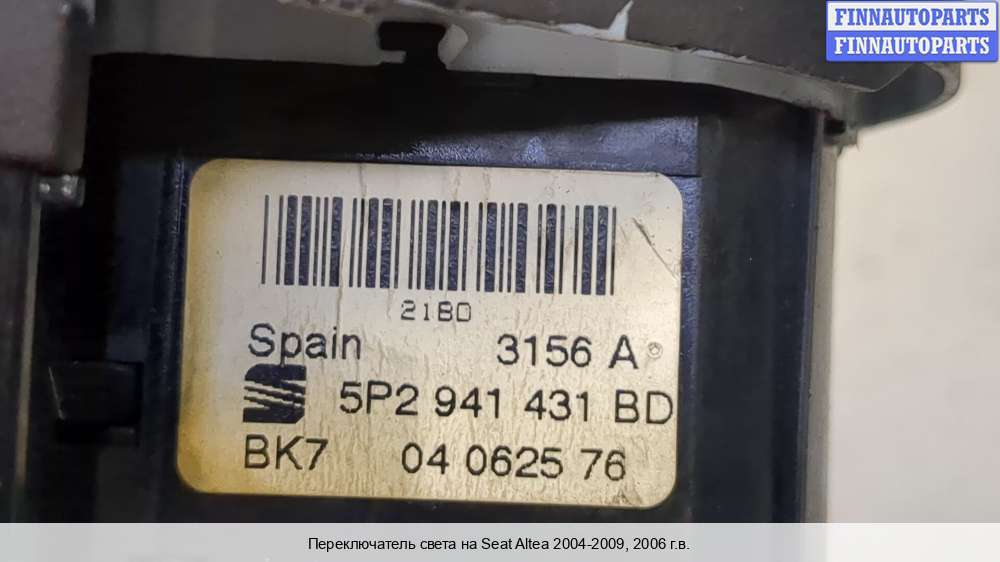 FINNAUTOPARTS
FINNAUTOPARTS
21BD
Spain 3156 A
5P2 941 431 BD
BK7 04 0625 76
Переключатель света на Seat Altea 2004-2009, 2006 г.в.